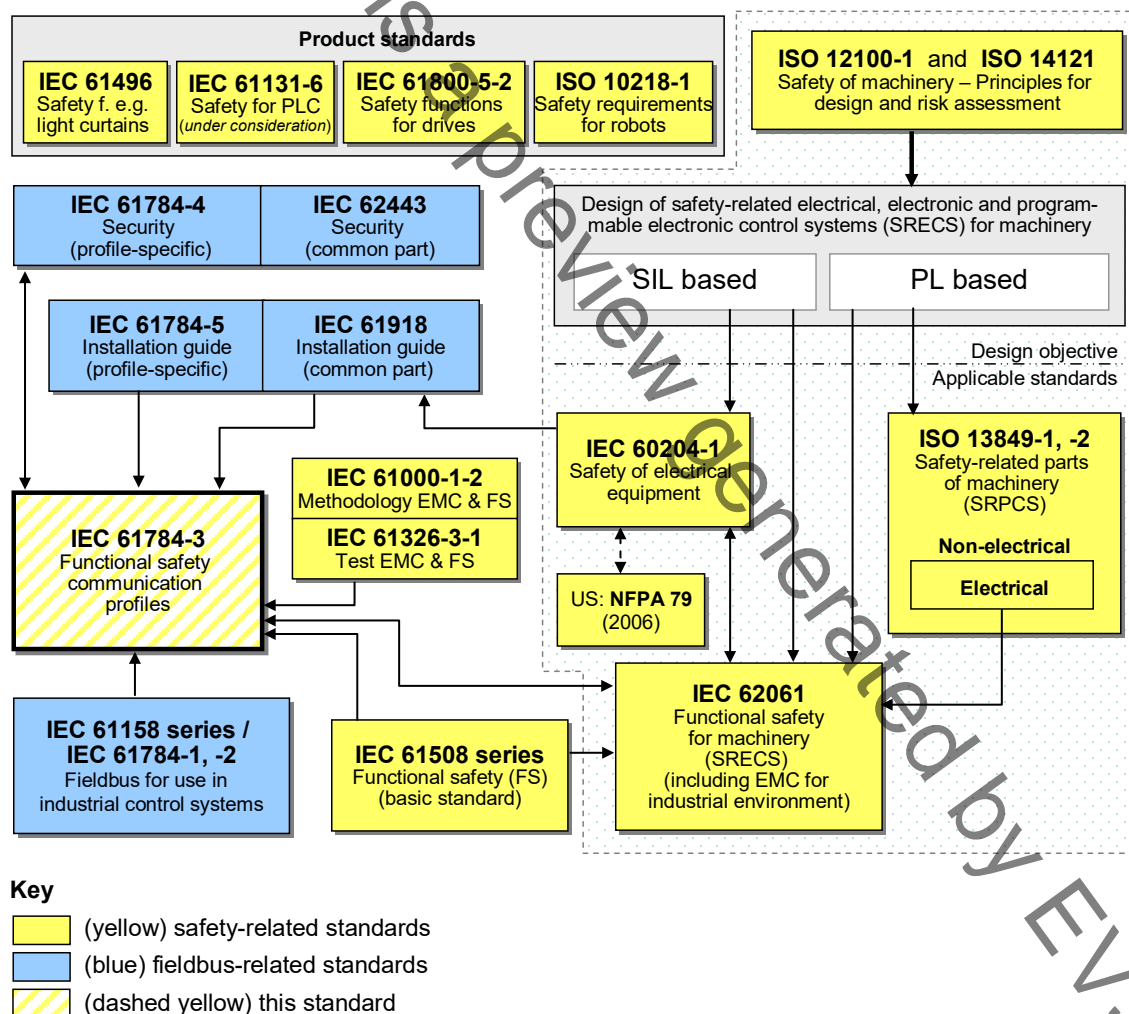 Product standards
IEC 61496
Safety f. e.g.
light curtains
IEC 61131-6
Safety for PLC
(under consideration)
IEC 61800-5-2
Safety functions
for drives
ISO 10218-1
Safety requirements
for robots
ISO 12100-1 and ISO 14121
Safety of machinery – Principles for
design and risk assessment
IEC 61784-4
Security
(profile-specific)
IEC 62443
Security
(common part)
Design of safety-related electrical, electronic and program-
mable electronic control systems (SRECS) for machinery
SIL based
PL based
IEC 61784-5
Installation guide
(profile-specific)
IEC 61918
Installation guide
(common part)
Design objective
Applicable standards
IEC 60204-1
Safety of electrical
equipment
ISO 13849-1, -2
Safety-related parts
of machinery
(SRPCS)
Non-electrical
Electrical
IEC 61000-1-2
Methodology EMC & FS
IEC 61326-3-1
Test EMC & FS
IEC 61784-3
Functional safety
communication
profiles
US: NFPA 79
(2006)
IEC 62061
Functional safety
for machinery
(SRECS)
(including EMC for
industrial environment)
IEC 61158 series /
IEC 61784-1, -2
Fieldbus for use in
industrial control systems
IEC 61508 series
Functional safety (FS)
(basic standard)
Key
(yellow) safety-related standards
(blue) fieldbus-related standards
(dashed yellow) this standard
is a preview generated by EV